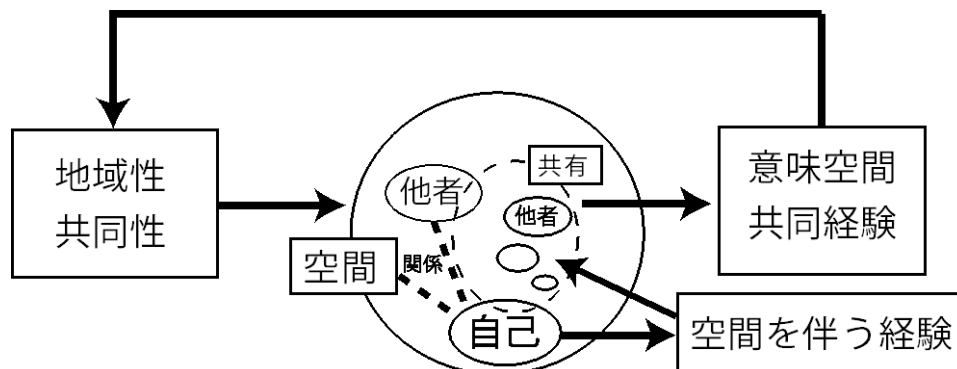 地域性
共同性
他者
共有
他者
空間
関係
自己
意味空間
共同経験
空間を伴う経験